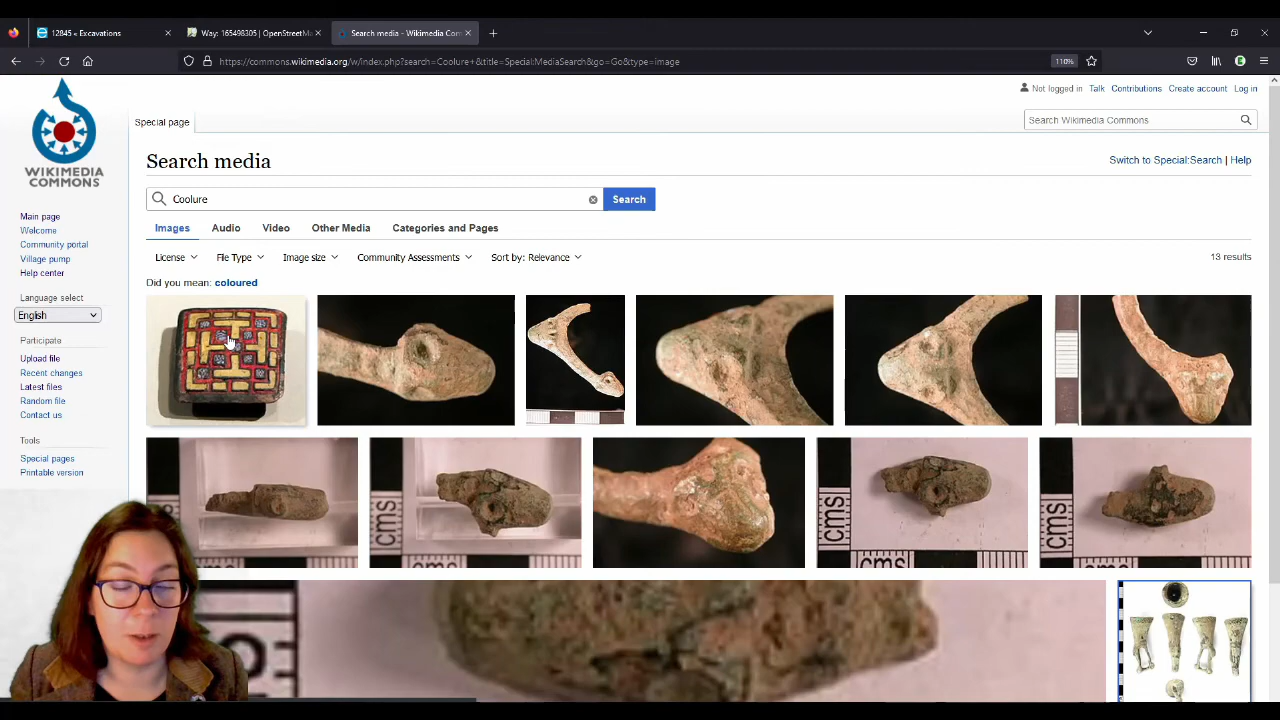 12845 « Excavations
Way: 165498305 | OpenStreetM
Search media - Wikimedia Com
https://commons.wikimedia.org/w/index.php?search=Coolure+&title=Special:MediaSearch&go=Go&type=image
110%
Not logged in Talk Contributions Create account Log in
Special page
Search Wikimedia Commons
WIKIMEDIA
COMMONS
Search media
Switch to Special:Search | Help
Coolure
Search
Images Audio Video Other Media Categories and Pages
License File Type Image size Community Assessments Sort by: Relevance
13 results
Did you mean: coloured
Main page
Welcome
Community portal
Village pump
Help center
Language select
English
Participate
Upload file
Recent changes
Latest files
Random file
Contact us
Tools
Special pages
Printable version
cms
cms
cms
cms